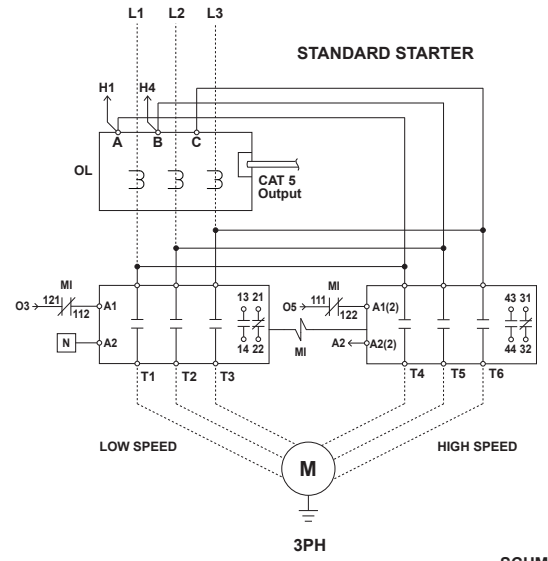 L1 L2 L3
STANDARD STARTER
H1 H4
A B C
OL
CAT 5
Output
MI
121
O3
112
A1
N
A2
13 21
14 22
MI
O5
111
MI
122
A1(2)
A2
A2(2)
43 31
44 32
T1 T2 T3
T4 T5 T6
LOW SPEED
HIGH SPEED
M
3PH